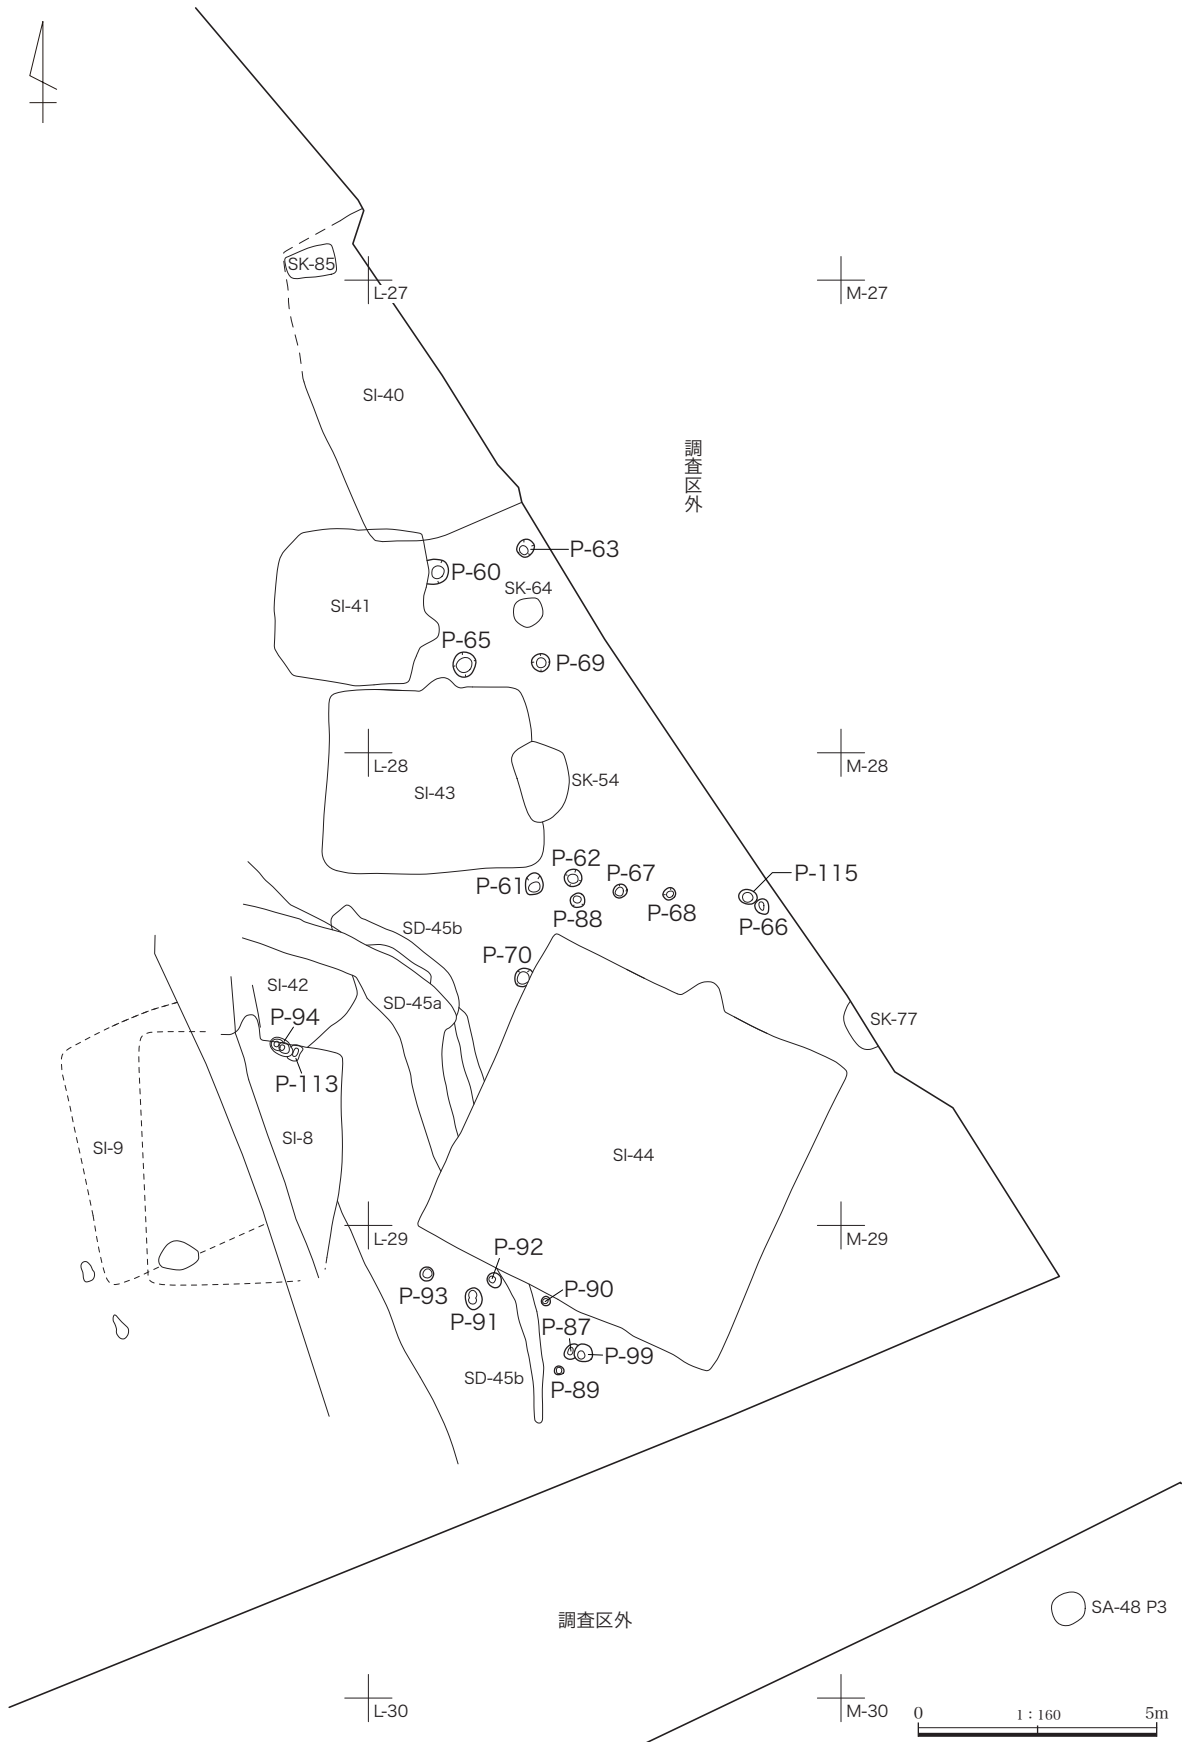 SK-85
L-27
M-27
SI-40
調査区外
P-63
P-60
SK-64
SI-41
P-65
P-69
L-28
M-28
SI-43
SK-54
P-62
P-61
P-67
P-115
P-88
P-68
P-66
SD-45b
P-70
SI-42
SD-45a
P-94
SK-77
P-113
SI-9
SI-8
SI-44
L-29
M-29
P-92
P-93
P-90
P-91
P-87
P-99
SD-45b
P-89
SA-48 P3
調査区外
L-30
M-30
0 1:160 5m